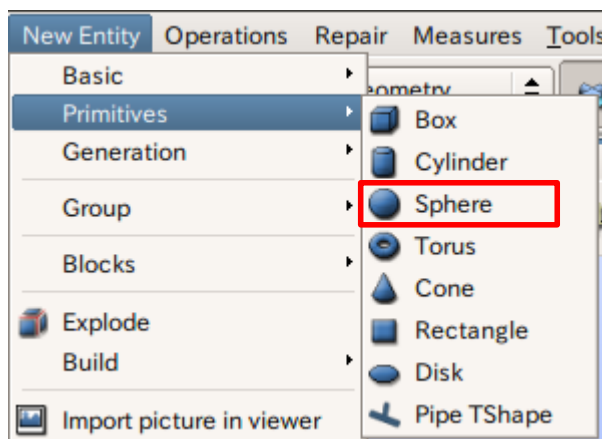 New Entity Operations Repair Measures Tools
Basic
Primitives
Generation
Group
Blocks
Explode
Build
Import picture in viewer
Box
Cylinder
Sphere
Torus
Cone
Rectangle
Disk
Pipe TShape